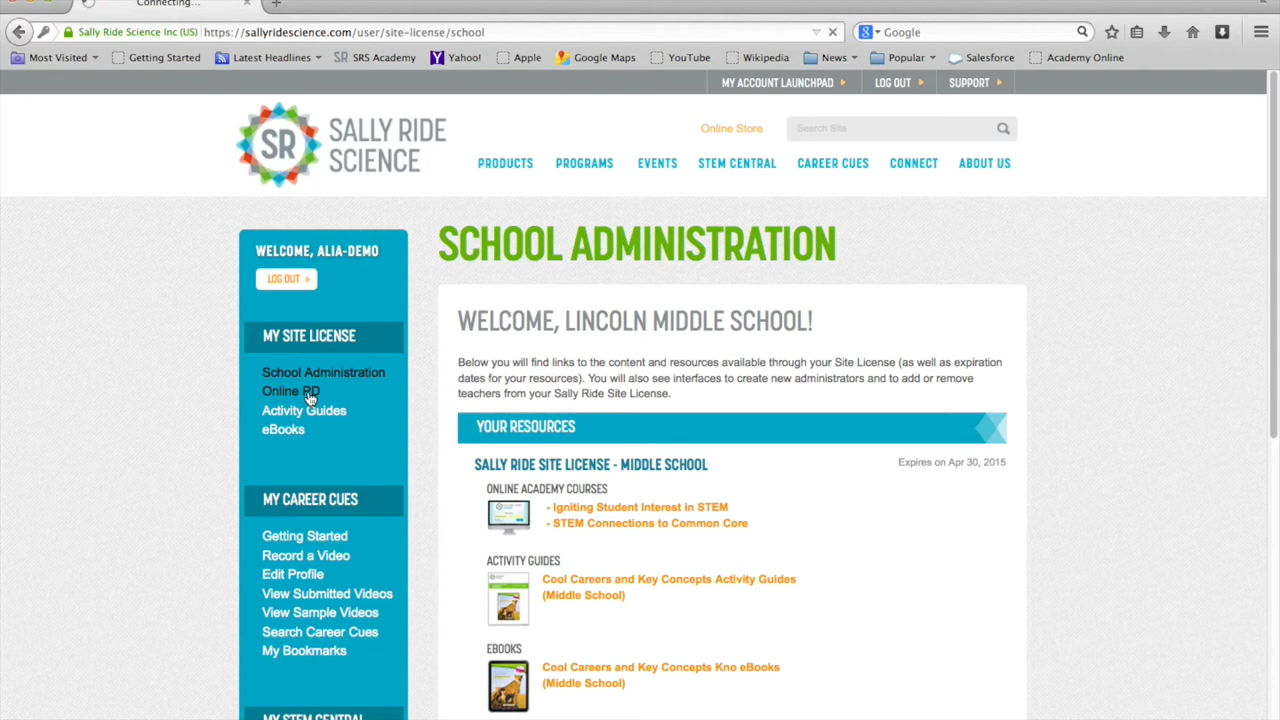 Connecting...
Sally Ride Science Inc (US) https://sallyridescience.com/user/site-license/school Google
Most Visited Getting Started Latest Headlines SRS Academy Yahoo! Apple Google Maps YouTube Wikipedia News Popular Salesforce Academy Online
MY ACCOUNT LAUNCHPAD LOG OUT SUPPORT
SR SALLY RIDE SCIENCE
Online Store Search Site
PRODUCTS PROGRAMS EVENTS STEM CENTRAL CAREER CUES CONNECT ABOUT US
WELCOME, ALIA-DEMO
LOG OUT
MY SITE LICENSE
School Administration
Online PD
Activity Guides
eBooks
MY CAREER CUES
Getting Started
Record a Video
Edit Profile
View Submitted Videos
View Sample Videos
Search Career Cues
My Bookmarks
MY STEM CENTRAL
SCHOOL ADMINISTRATION
WELCOME, LINCOLN MIDDLE SCHOOL!
Below you will find links to the content and resources available through your Site License (as well as expiration
dates for your resources). You will also see interfaces to create new administrators and to add or remove
teachers from your Sally Ride Site License.
YOUR RESOURCES
SALLY RIDE SITE LICENSE - MIDDLE SCHOOL Expires on Apr 30, 2015
ONLINE ACADEMY COURSES
- Igniting Student Interest in STEM
- STEM Connections to Common Core
ACTIVITY GUIDES
Cool Careers and Key Concepts Activity Guides
(Middle School)
EBOOKS
Cool Careers and Key Concepts Kno eBooks
(Middle School)